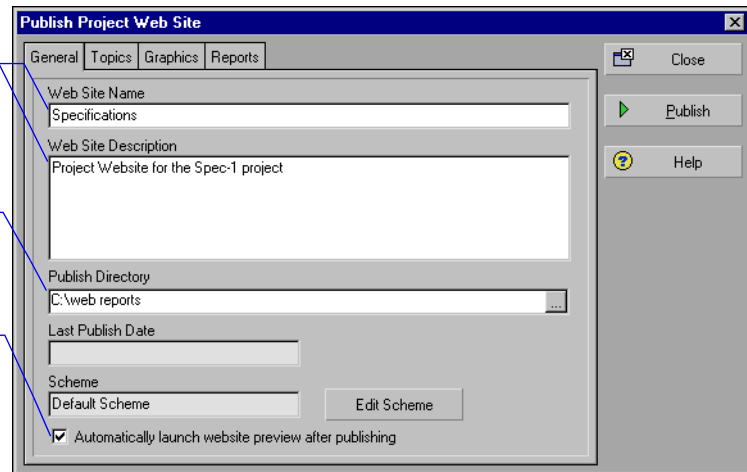 Publish Project Web Site
General Topics Graphics Reports
Close
Publish
Help
Web Site Name
Specifications
Web Site Description
Project Website for the Spec-1 project
Publish Directory
C:\web reports
...
Last Publish Date
Scheme
Default Scheme
Edit Scheme
Automatically launch website preview after publishing